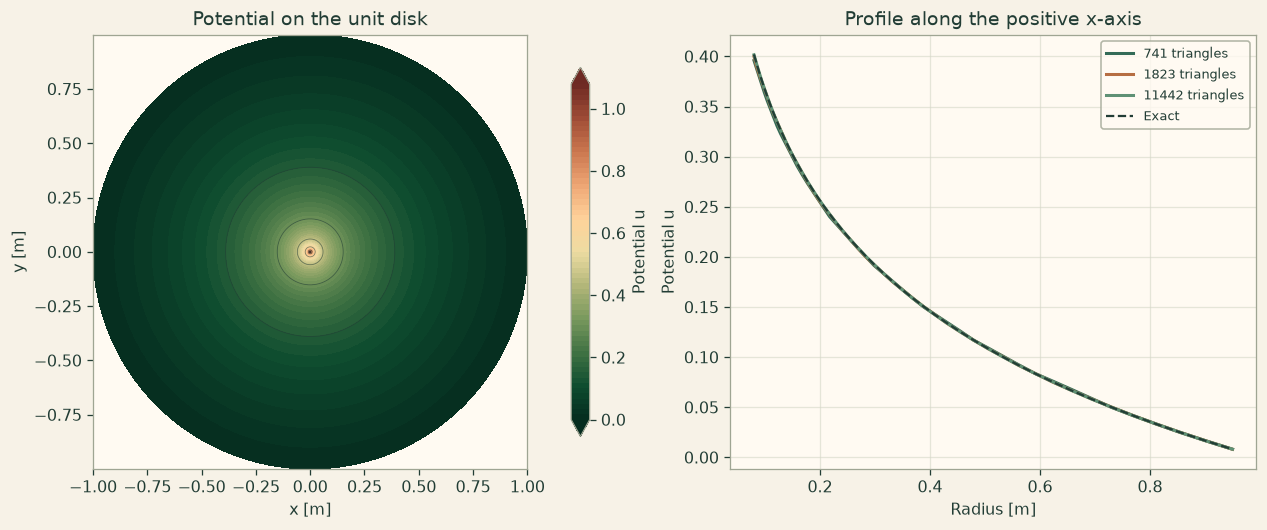 Potential on the unit disk
0.75
0.50
0.25
0.00
−0.25
−0.50
−0.75
y [m]
−1.00 −0.75 −0.50 −0.25 0.00 0.25 0.50 0.75 1.00
x [m]
1.0
0.8
0.6
0.4
0.2
0.0
Potential u
Profile along the positive x-axis
0.40
0.35
0.30
0.25
0.20
0.15
0.10
0.05
0.00
Potential u
741 triangles
1823 triangles
11442 triangles
Exact
0.2 0.4 0.6 0.8
Radius [m]